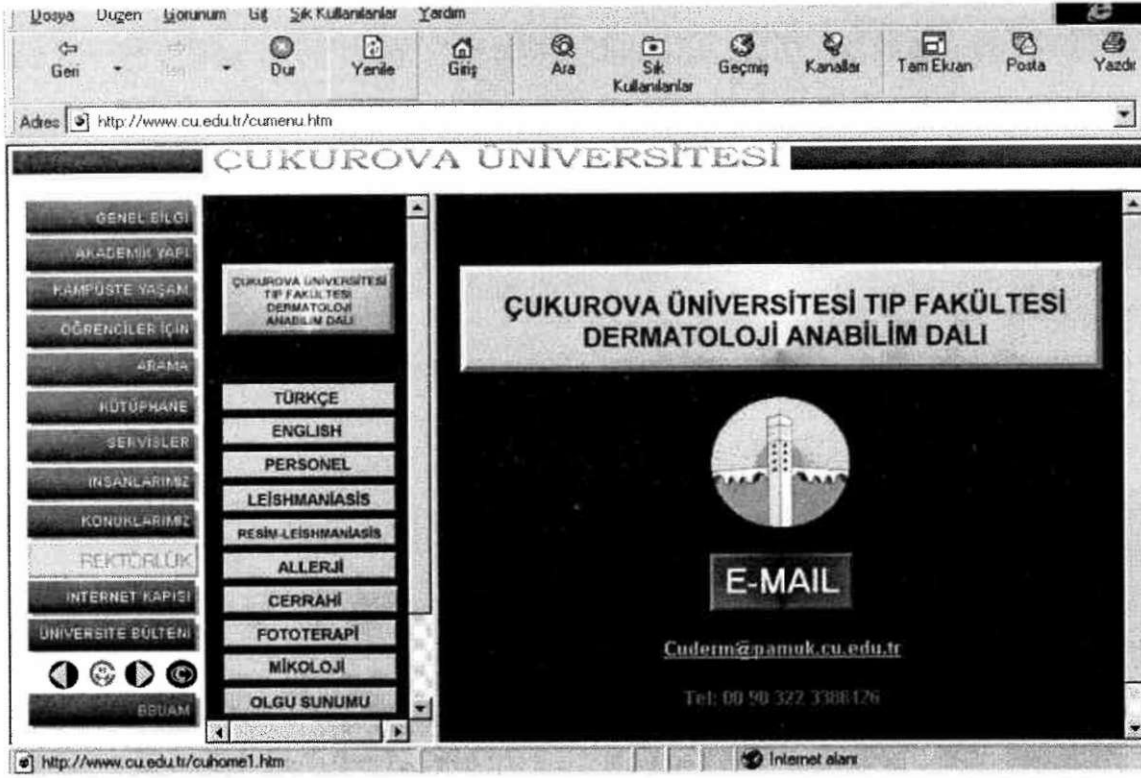 Dosya Düzen Görünüm Git Sık Kullanılanlar Yardım
Geri İleri Dur Yenile Giriş Ara Sık Kullanılanlar Geçmiş Kanallar Tam Ekran Posta Yazdır
Adres http://www.cu.edu.tr/cumenu.htm
ÇUKUROVA ÜNİVERSİTESİ
GENEL BİLGİ
AKADEMİK YAPI
KAMPÜSTE YAŞAM
ÖĞRENCİLER İÇİN
ARAMA
KÜTÜPHANE
SERVİSLER
İNSANLARIMIZ
KONUKLARIMIZ
REKTÖRLÜK
İNTERNET KAPISI
ÜNİVERSİTE BÜLTENİ
BBUAM
ÇUKUROVA ÜNİVERSİTESİ
TIP FAKÜLTESİ
DERMATOLOJİ
ANABİLİM DALI
TÜRKÇE
ENGLISH
PERSONEL
LEİSHMANİASİS
RESİM-LEİSHMANİASİS
ALLERJİ
CERRAHİ
FOTOTERAPİ
MİKOLOJİ
OLGU SUNUMU
ÇUKUROVA ÜNİVERSİTESİ TIP FAKÜLTESİ
DERMATOLOJİ ANABİLİM DALI
E-MAIL
Cuderm@pamuk.cu.edu.tr
Tel: 00 90 322 3386126
http://www.cu.edu.tr/cuhome1.htm
Internet alanı